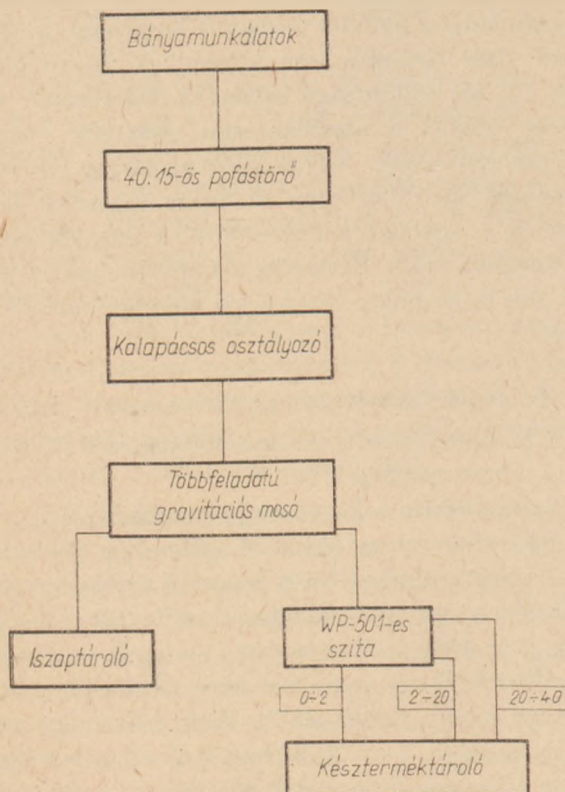 Bányamunkálatok
40.15-ös pofástörő
Kalapácsos osztályozó
Többfeladatú
gravitációs mosó
Iszaptároló
WP-501-es
szita
0÷2
2÷20
20÷40
Készterméktároló